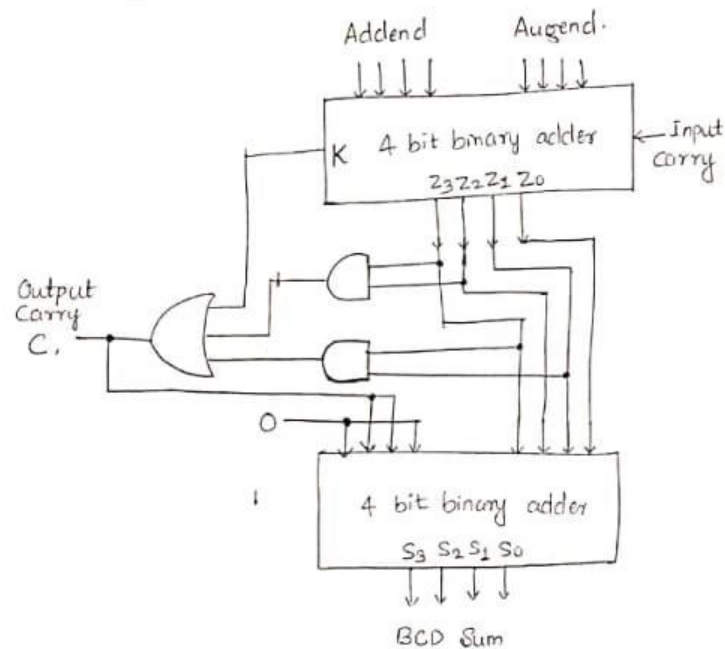 Addend Augend.
K 4 bit binary adder
Input
carry
Z3 Z2 Z1 Z0
Output
Carry
C.
0
4 bit binary adder
S3 S2 S1 S0
BCD Sum